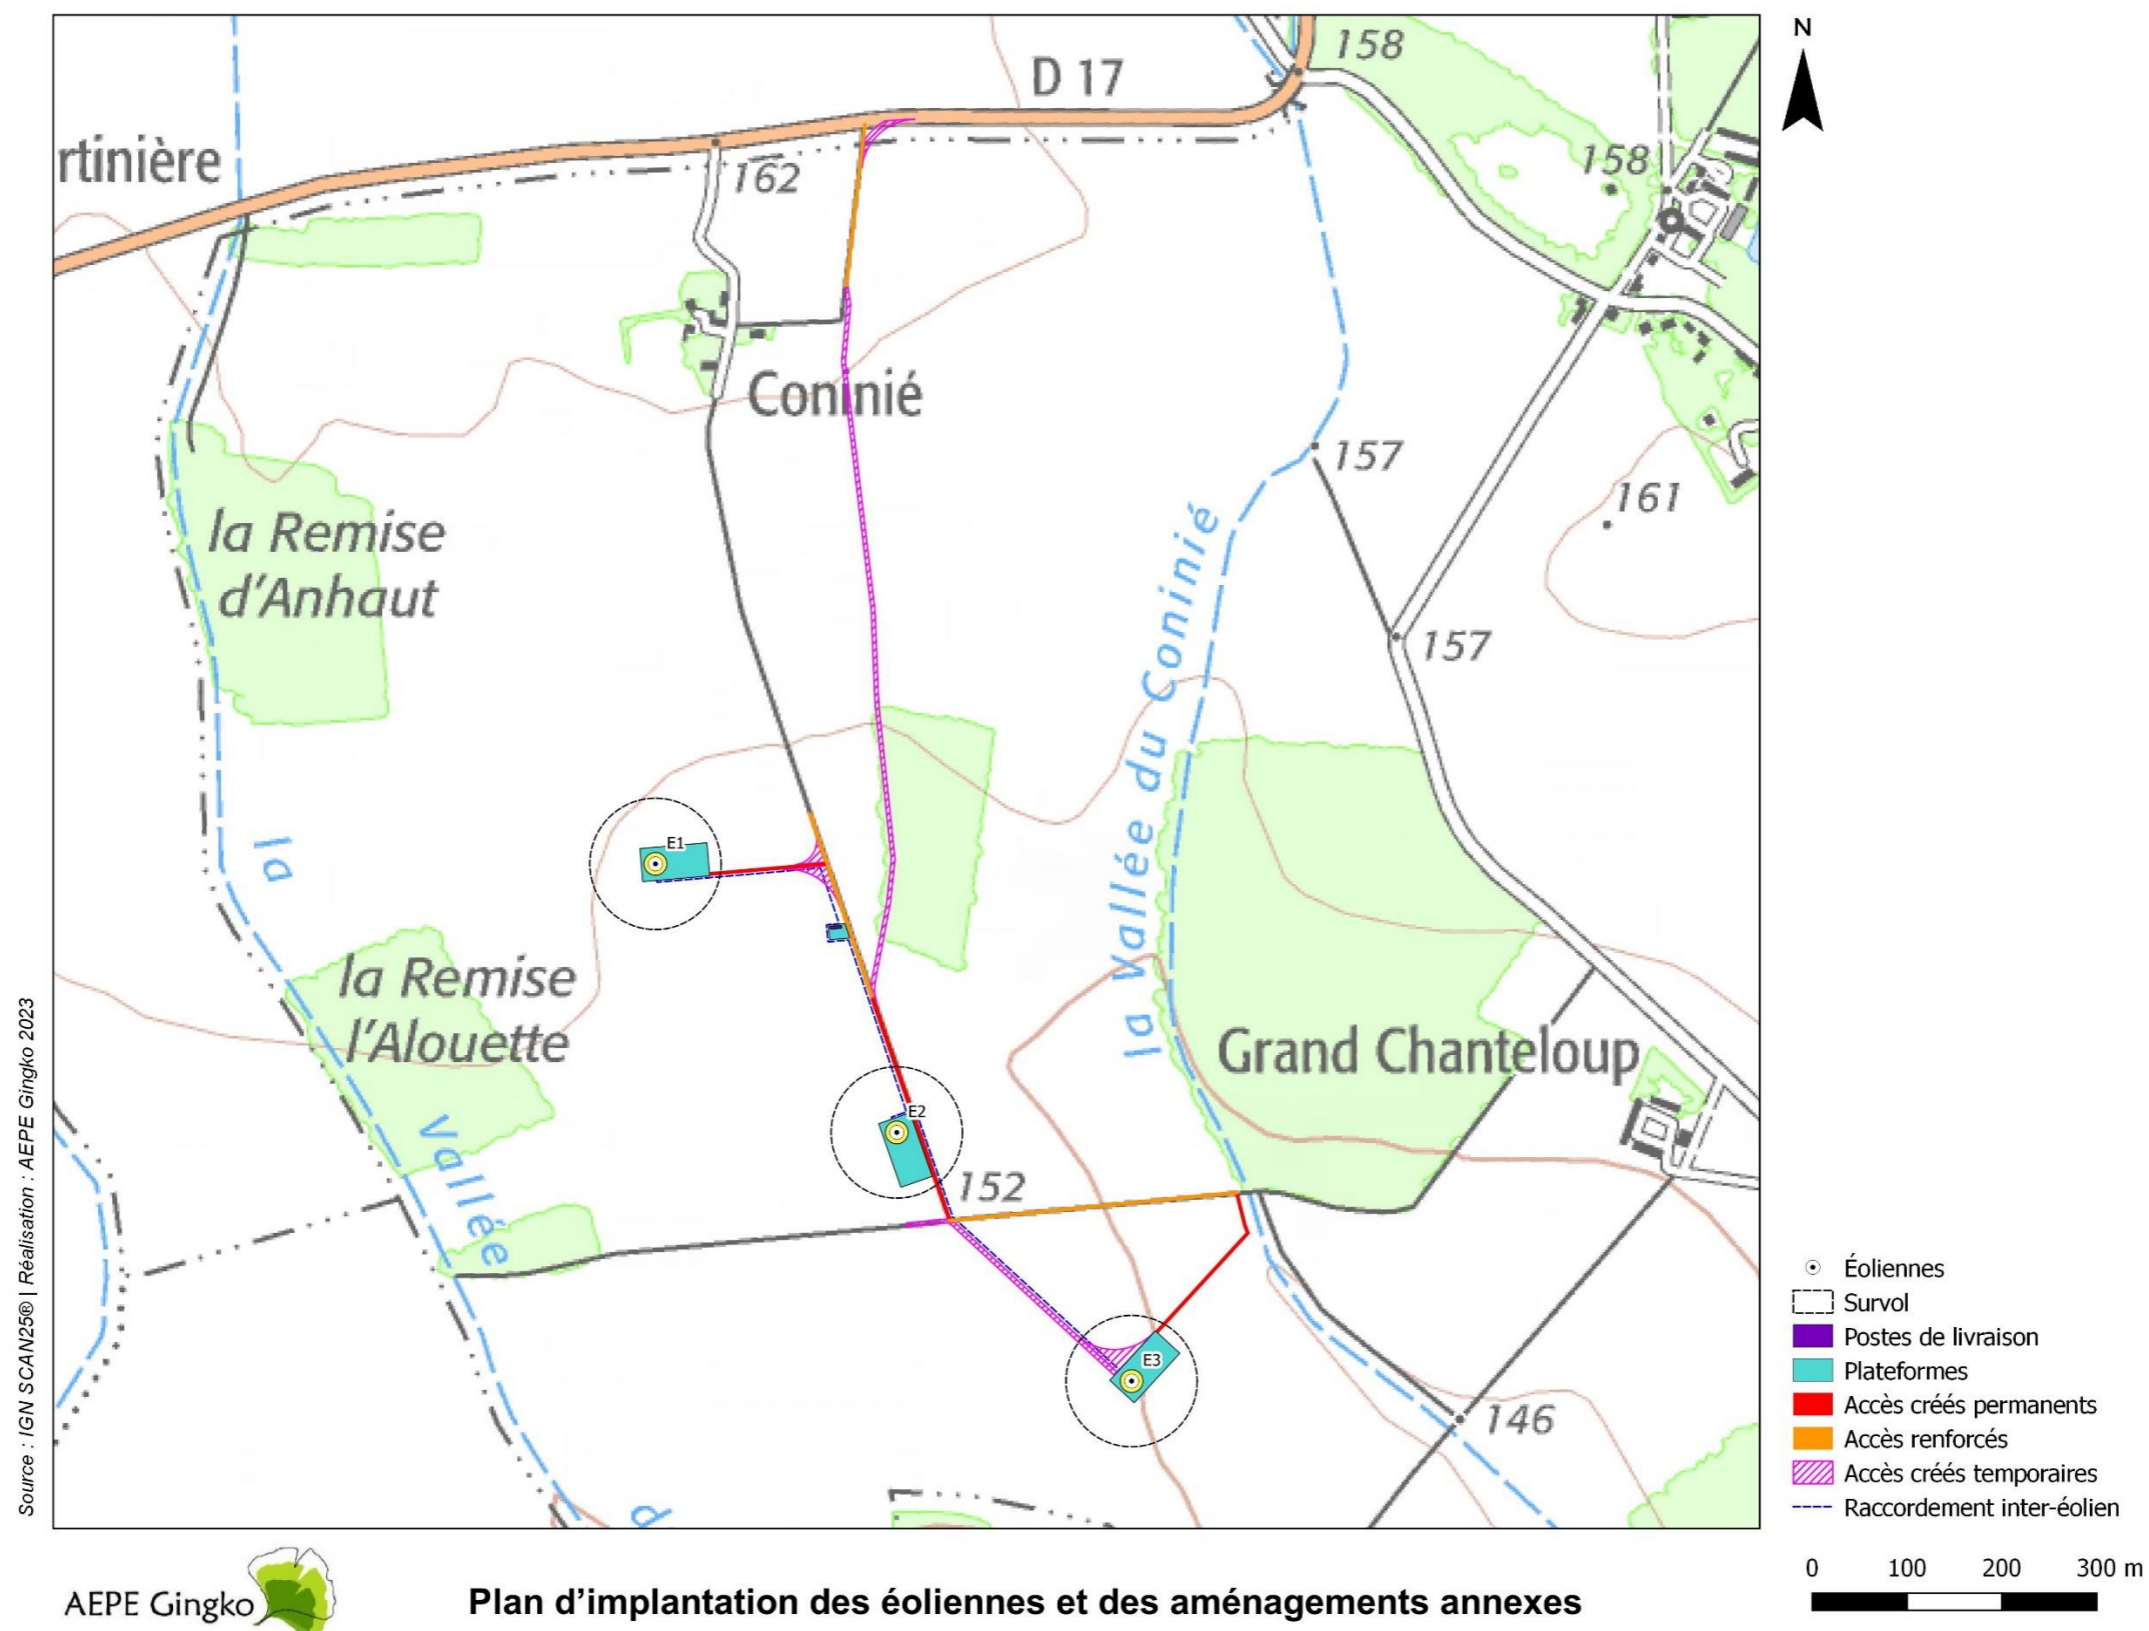 N
158
D 17
rtinière
162
158
Coninié
157
161
la Remise
d'Anhaut
157
la Vallée du Coninié
E1
la
la Remise
l'Alouette
Grand Chanteloup
E2
Vallée
152
E3
146
d
Éoliennes
Survol
Postes de livraison
Plateformes
Accès créés permanents
Accès renforcés
Accès créés temporaires
Raccordement inter-éolien
0 100 200 300 m
Source : IGN SCAN25® | Réalisation : AEPE Gingko 2023
AEPE Gingko
Plan d’implantation des éoliennes et des aménagements annexes